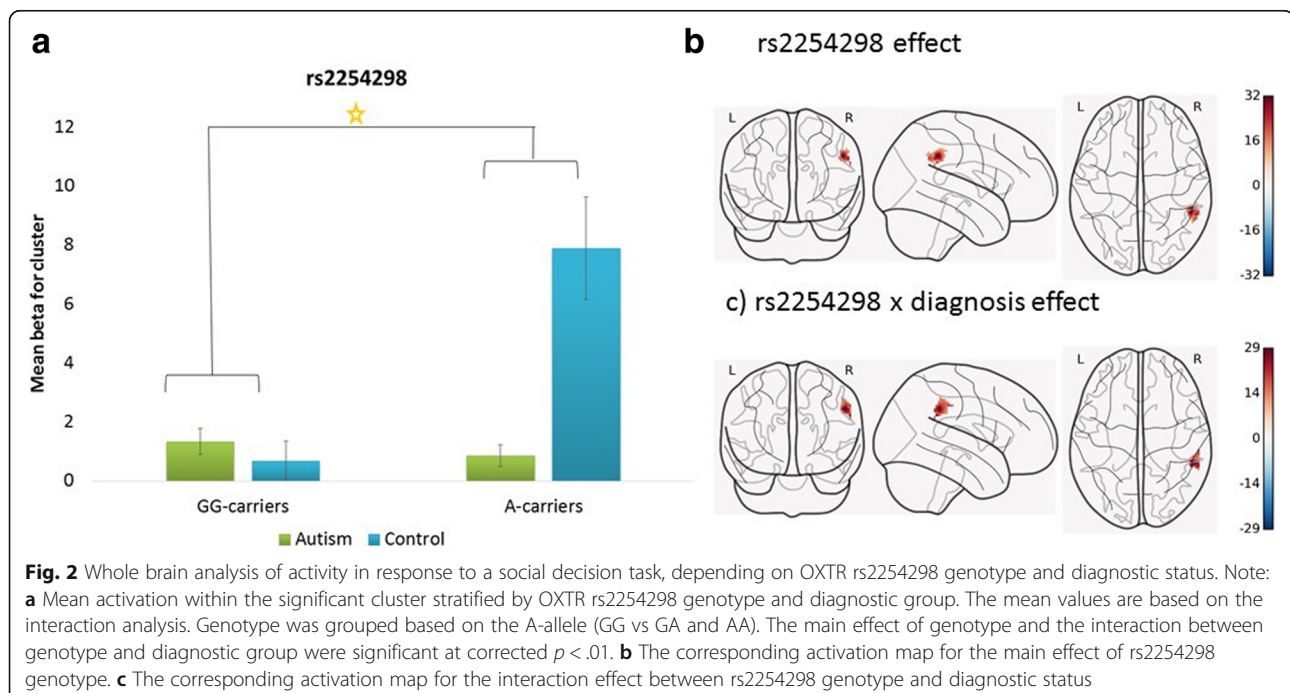 a
rs2254298
12
10
8
6
4
2
0
Mean beta for cluster
GG-carriers
A-carriers
Autism
Control
b
rs2254298 effect
L
R
L
R
32
16
0
-16
-32
c) rs2254298 x diagnosis effect
L
R
L
R
29
14
0
-14
-29
Fig. 2 Whole brain analysis of activity in response to a social decision task, depending on OXTR rs2254298 genotype and diagnostic status. Note:
a Mean activation within the significant cluster stratified by OXTR rs2254298 genotype and diagnostic group. The mean values are based on the
interaction analysis. Genotype was grouped based on the A-allele (GG vs GA and AA). The main effect of genotype and the interaction between
genotype and diagnostic group were significant at corrected p < .01. b The corresponding activation map for the main effect of rs2254298
genotype. c The corresponding activation map for the interaction effect between rs2254298 genotype and diagnostic status